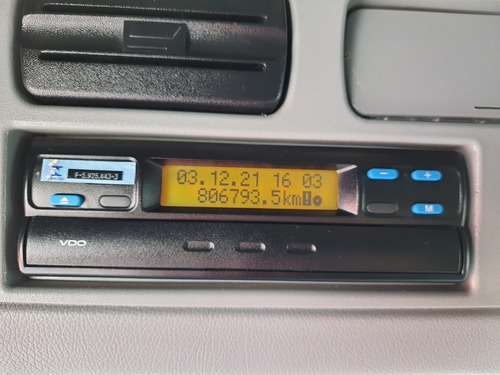 F-5.925.443-3
03.12.21 16 03
806793.5km
- +
VDO
M